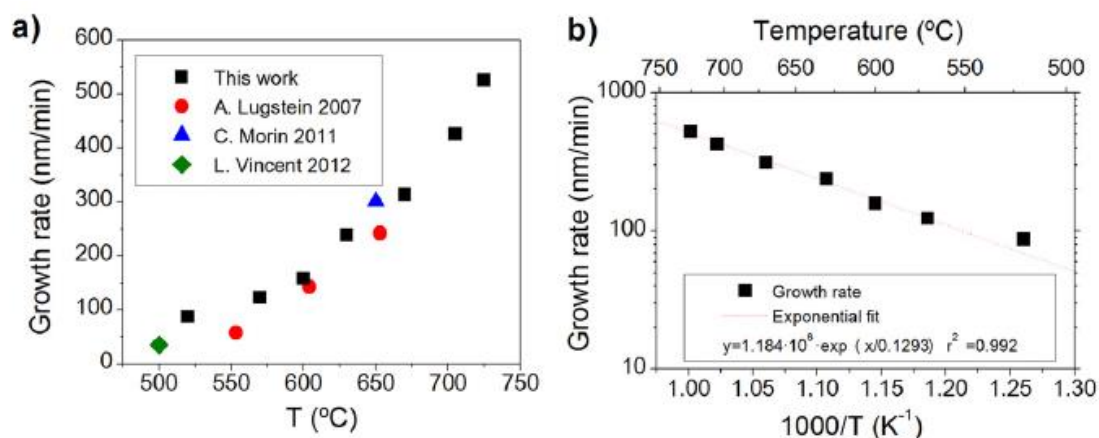 a)
600
500
400
300
200
100
0
Growth rate (nm/min)
This work
A. Lugstein 2007
C. Morin 2011
L. Vincent 2012
500 550 600 650 700 750
T (ºC)
b)
Temperature (ºC)
750 700 650 600 550 500
1000
100
10
Growth rate (nm/min)
Growth rate
Exponential fit
y=1.184·10⁶·exp (x/0.1293) r²=0.992
1.00 1.05 1.10 1.15 1.20 1.25 1.30
1000/T (K⁻¹)